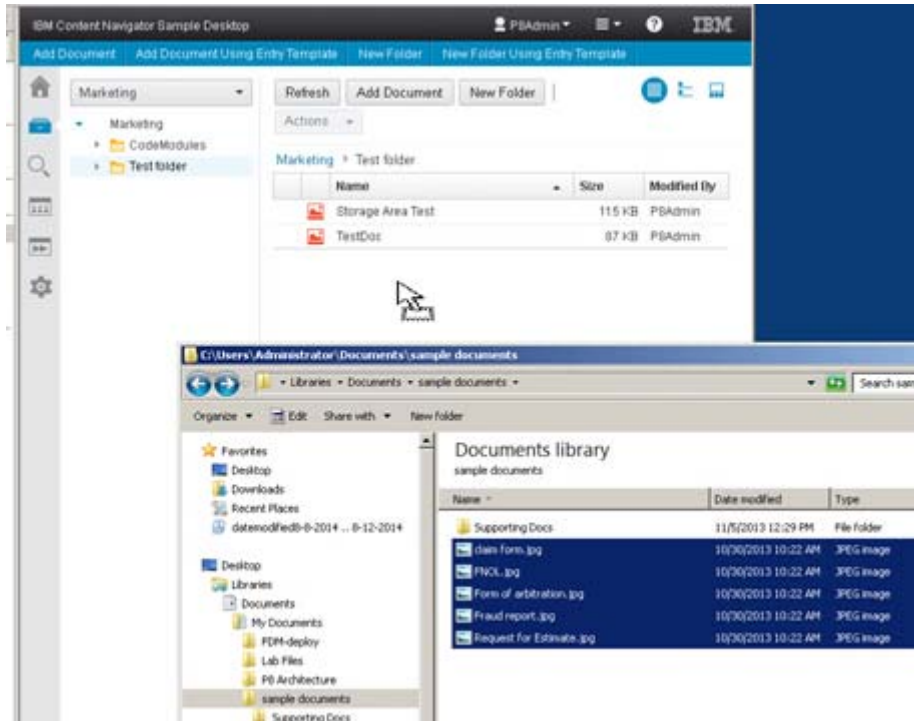 IBM Content Navigator Sample Desktop
P8Admin
?
IBM
Add Document Add Document Using Entry Template New Folder New Folder Using Entry Template
Marketing
Refresh Add Document New Folder
Actions
Marketing
CodeModules
Test folder
Marketing Test folder
Name Size Modified By
Storage Area Test 115 KB P8Admin
TestDoc 87 KB P8Admin
C:\Users\Administrator\Documents\sample documents
Libraries Documents sample documents
Search sam
Organize Edit Share with New folder
Favorites
Desktop
Downloads
Recent Places
datemodified8-8-2014 .. 8-12-2014
Desktop
Libraries
Documents
My Documents
FDM-deploy
Lab Files
P8 Architecture
sample documents
Supporting Docs
Documents library
sample documents
Name Date modified Type
Supporting Docs 11/5/2013 12:29 PM File folder
claim form.jpg 10/30/2013 10:22 AM JPEG image
FNOL.jpg 10/30/2013 10:22 AM JPEG image
Form of arbitration.jpg 10/30/2013 10:22 AM JPEG image
Fraud report.jpg 10/30/2013 10:22 AM JPEG image
Request for Estimate.jpg 10/30/2013 10:22 AM JPEG image